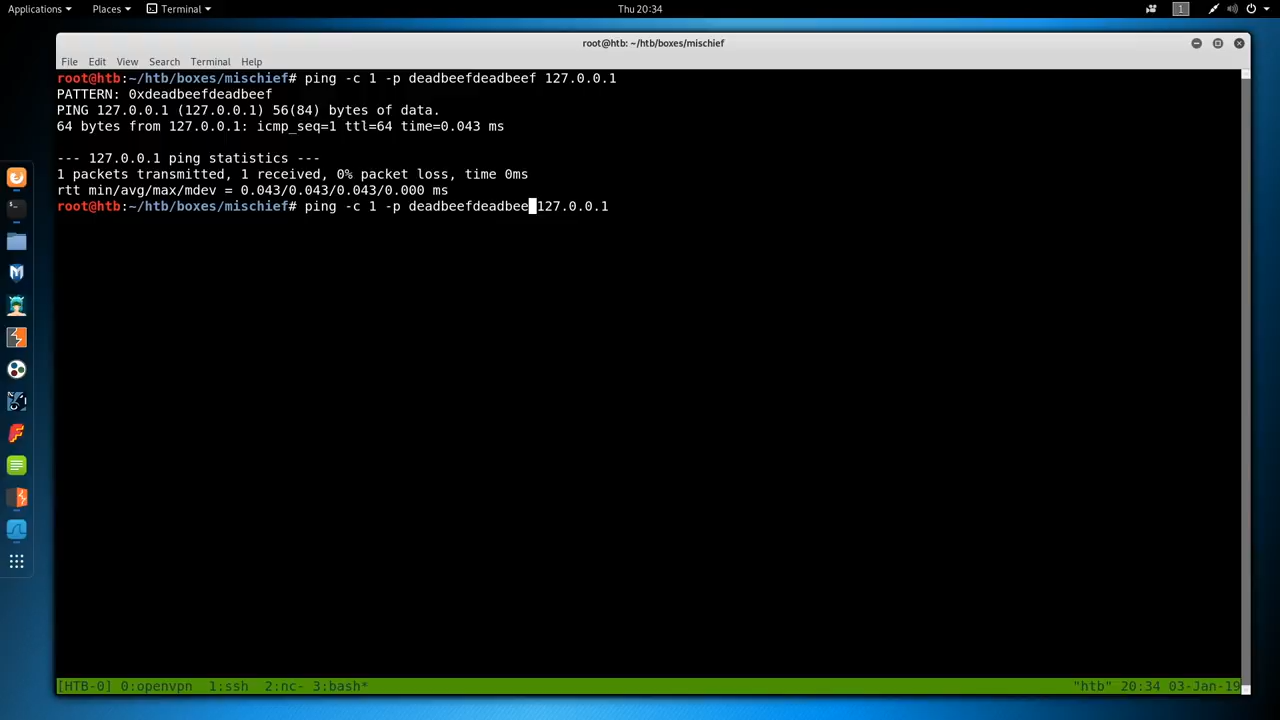 Applications Places Terminal Thu 20:34 1
root@htb: ~/htb/boxes/mischief
File Edit View Search Terminal Help
root@htb:~/htb/boxes/mischief# ping -c 1 -p deadbeefdeadbeef 127.0.0.1
PATTERN: 0xdeadbeefdeadbeef
PING 127.0.0.1 (127.0.0.1) 56(84) bytes of data.
64 bytes from 127.0.0.1: icmp_seq=1 ttl=64 time=0.043 ms
--- 127.0.0.1 ping statistics ---
1 packets transmitted, 1 received, 0% packet loss, time 0ms
rtt min/avg/max/mdev = 0.043/0.043/0.043/0.000 ms
root@htb:~/htb/boxes/mischief# ping -c 1 -p deadbeefdeadbee 127.0.0.1
[HTB-0] 0:openvpn 1:ssh 2:nc- 3:bash* "htb" 20:34 03-Jan-19